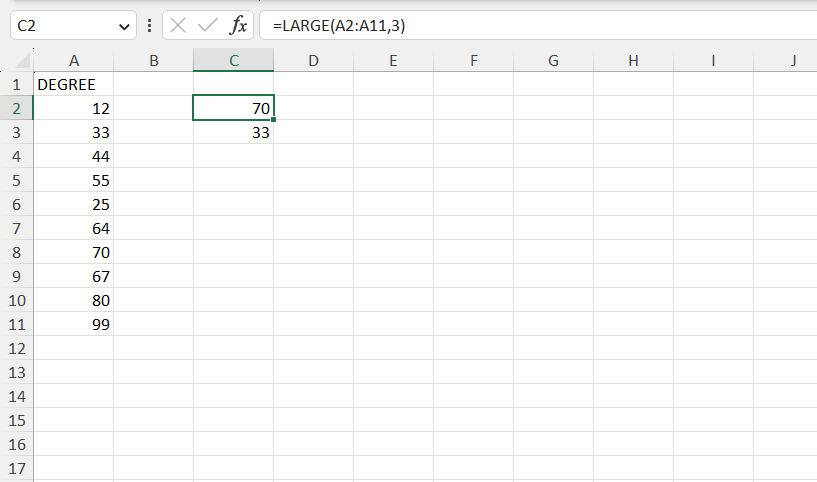 C2 fx =LARGE(A2:A11,3)
A B C D E F G H I J
1 DEGREE
2 12 70
3 33 33
4 44
5 55
6 25
7 64
8 70
9 67
10 80
11 99
12
13
14
15
16
17